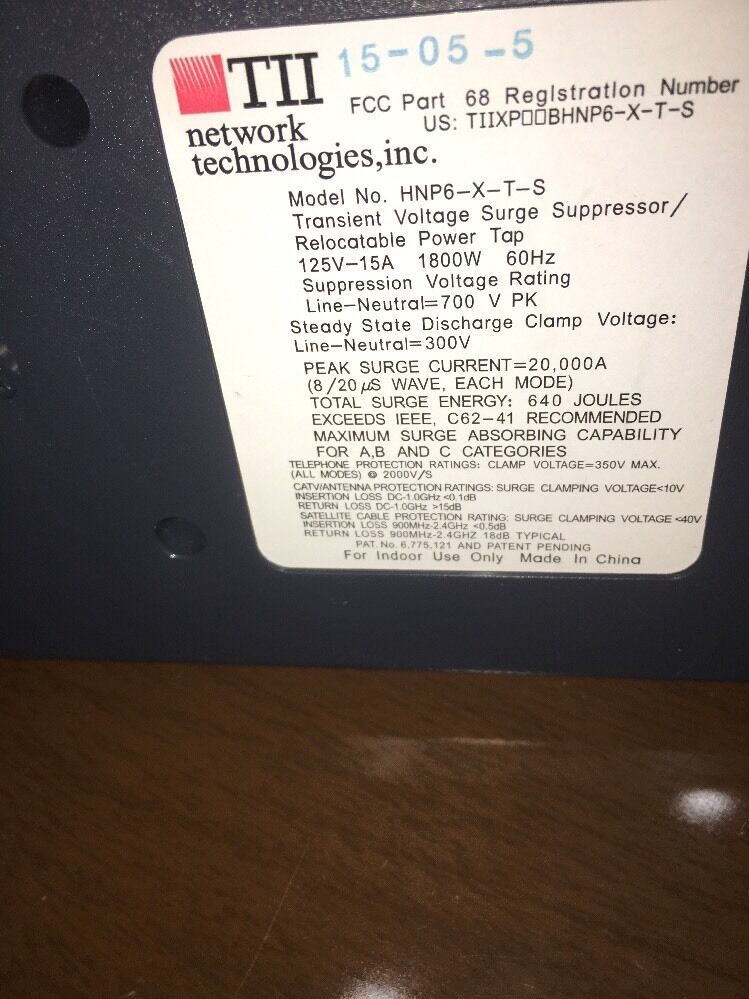 TII
15-05-5
network
technologies,inc.
FCC Part 68 Registration Number
US: TIIXP□□BHNP6-X-T-S
Model No. HNP6-X-T-S
Transient Voltage Surge Suppressor/
Relocatable Power Tap
125V-15A 1800W 60Hz
Suppression Voltage Rating
Line-Neutral=700 V PK
Steady State Discharge Clamp Voltage:
Line-Neutral=300V
PEAK SURGE CURRENT=20,000A
(8/20 µS WAVE, EACH MODE)
TOTAL SURGE ENERGY: 640 JOULES
EXCEEDS IEEE, C62-41 RECOMMENDED
MAXIMUM SURGE ABSORBING CAPABILITY
FOR A,B AND C CATEGORIES
TELEPHONE PROTECTION RATINGS: CLAMP VOLTAGE=350V MAX.
(ALL MODES) @ 2000V/S
CATV/ANTENNA PROTECTION RATINGS: SURGE CLAMPING VOLTAGE<10V
INSERTION LOSS DC-1.0GHz <0.1dB
RETURN LOSS DC-1.0GHz >15dB
SATELLITE CABLE PROTECTION RATING: SURGE CLAMPING VOLTAGE <40V
INSERTION LOSS 900MHz-2.4GHz <0.5dB
RETURN LOSS 900MHz-2.4GHZ 18dB TYPICAL
PAT. No. 6,775,121 AND PATENT PENDING
For Indoor Use Only Made In China